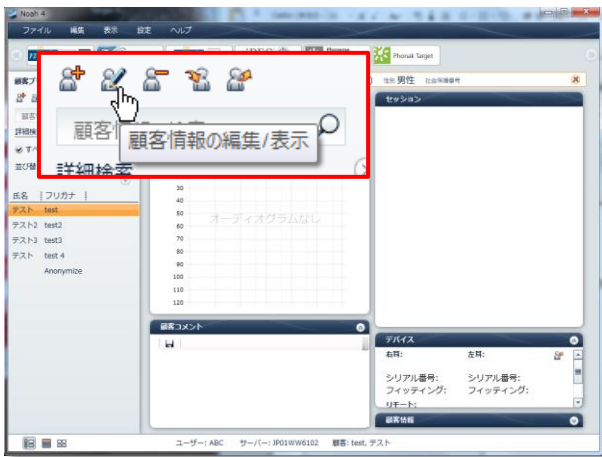 Noah 4
ファイル 編集 表示 設定 ヘルプ
Phonak Target
性別 男性 社会保険番号
顧客情報の編集/表示
詳細検索
セッション
並び替
氏名 フリガナ
テスト test
テスト2 test2
テスト3 test3
テスト test 4
Anonymize
30
40
50
60
70
80
90
100
110
120
オーディオグラムなし
顧客コメント
デバイス
右耳: 左耳:
シリアル番号: シリアル番号:
フィッティング: フィッティング:
リモート:
顧客情報
ユーザー: ABC サーバー: JP01WW6102 顧客: test, テスト